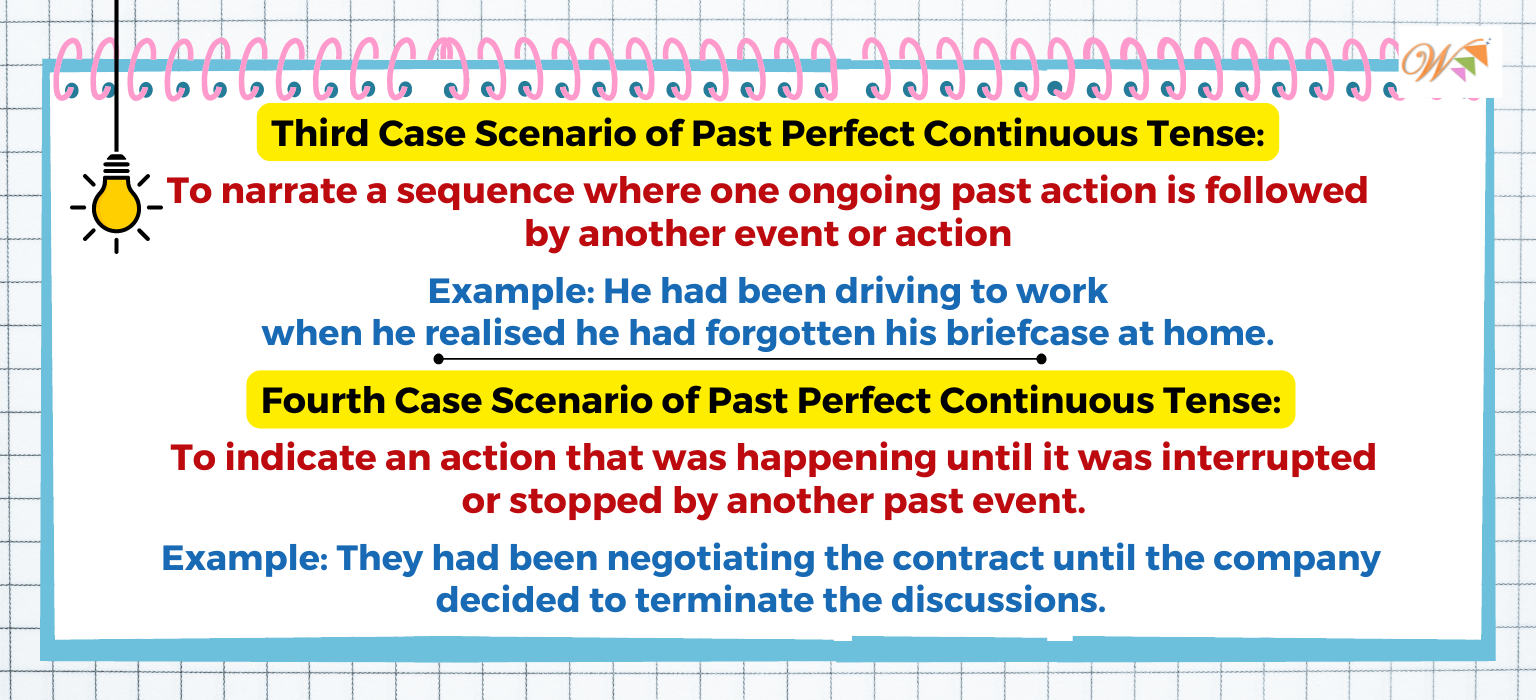 W
Third Case Scenario of Past Perfect Continuous Tense:
To narrate a sequence where one ongoing past action is followed
by another event or action
Example: He had been driving to work
when he realised he had forgotten his briefcase at home.
Fourth Case Scenario of Past Perfect Continuous Tense:
To indicate an action that was happening until it was interrupted
or stopped by another past event.
Example: They had been negotiating the contract until the company
decided to terminate the discussions.